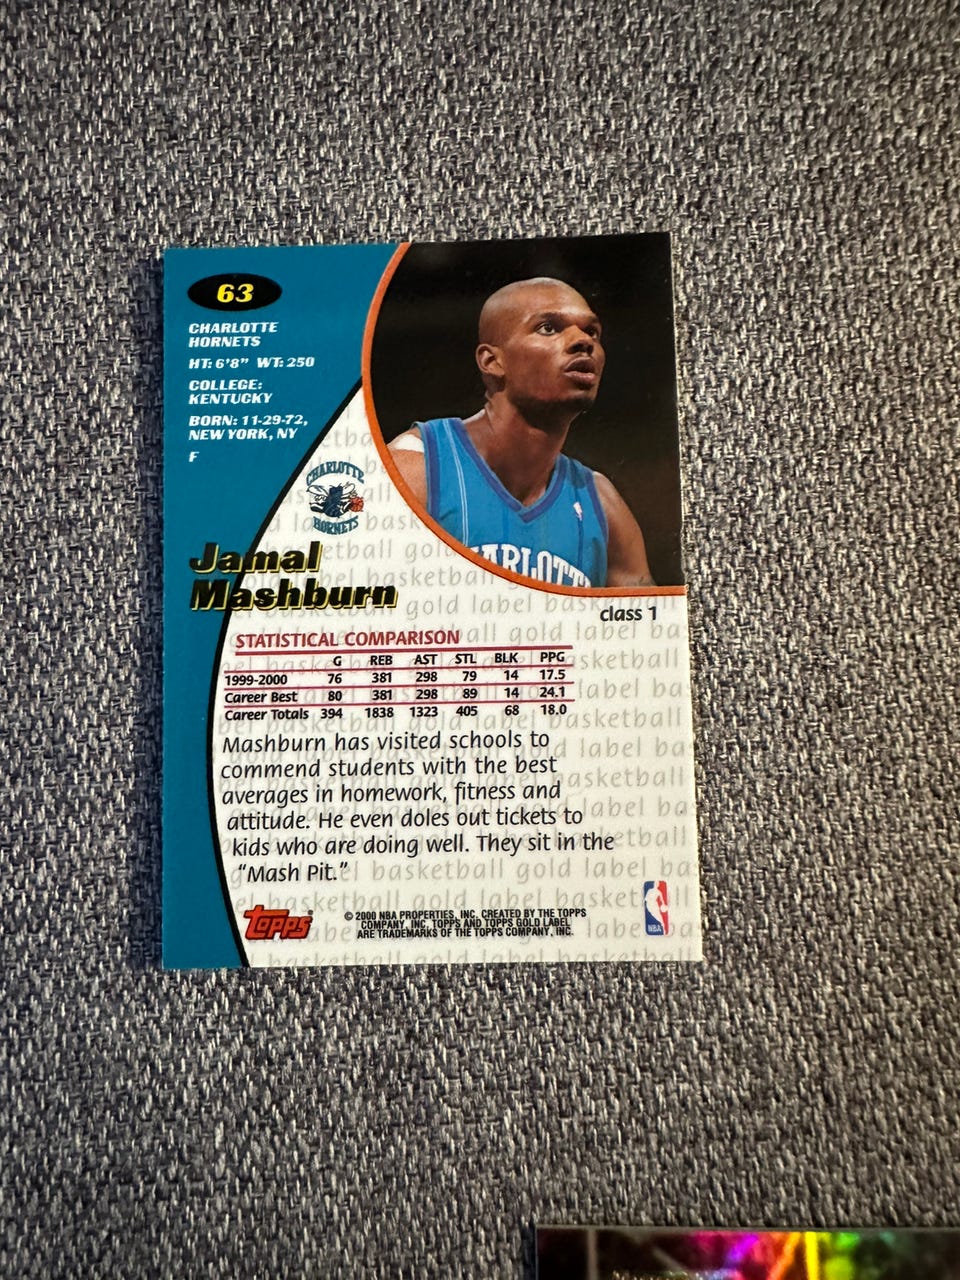 63
CHARLOTTE
HORNETS
HT: 6'8" WT: 250
COLLEGE:
KENTUCKY
BORN: 11-29-72,
NEW YORK, NY
F
CHARLOTTE
HORNETS
ARLOTT
Jamal
Mashburn
class 1
STATISTICAL COMPARISON
G REB AST STL BLK PPG
1999-2000 76 381 298 79 14 17.5
Career Best 80 381 298 89 14 24.1
Career Totals 394 1838 1323 405 68 18.0
Mashburn has visited schools to
commend students with the best
averages in homework, fitness and
attitude. He even doles out tickets to
kids who are doing well. They sit in the
“Mash Pit.”
Topps
© 2000 NBA PROPERTIES, INC. CREATED BY THE TOPPS
COMPANY, INC. TOPPS AND TOPPS GOLD LABEL
ARE TRADEMARKS OF THE TOPPS COMPANY, INC.
NBA